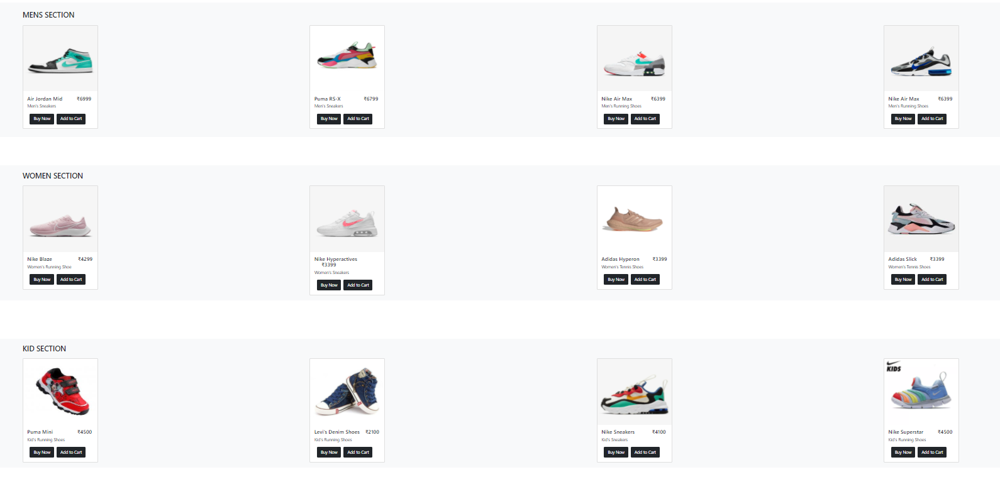 MENS SECTION
Air Jordan Mid ₹6999
Men's Sneakers
Buy Now Add to Cart
Puma RS-X ₹6799
Men's Sneakers
Buy Now Add to Cart
Nike Air Max ₹6399
Men's Running Shoes
Buy Now Add to Cart
Nike Air Max ₹6399
Men's Running Shoes
Buy Now Add to Cart
WOMEN SECTION
Nike Blaze ₹4299
Women's Running Shoe
Buy Now Add to Cart
Nike Hyperactives
₹3399
Women's Sneakers
Buy Now Add to Cart
Adidas Hyperon ₹3399
Women's Tennis Shoes
Buy Now Add to Cart
Adidas Slick ₹3399
Women's Tennis Shoes
Buy Now Add to Cart
KID SECTION
Puma Mini ₹4500
Kid's Running Shoes
Buy Now Add to Cart
Levi's Denim Shoes ₹2100
Kid's Running Shoes
Buy Now Add to Cart
Nike Sneakers ₹4100
Kid's Sneakers
Buy Now Add to Cart
KIDS
Nike Superstar ₹4500
Kid's Running Shoes
Buy Now Add to Cart